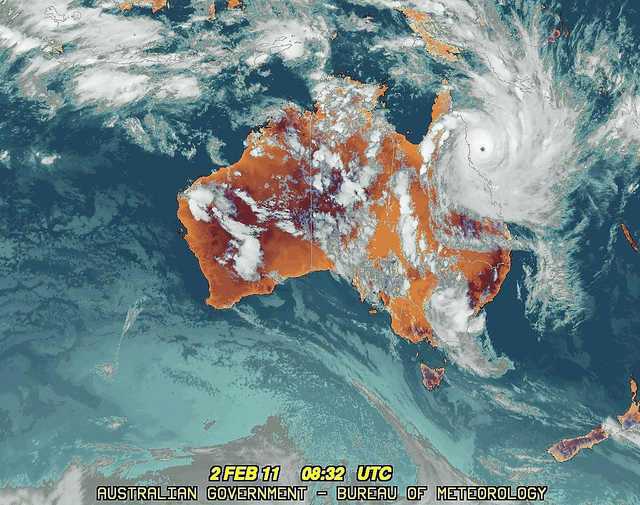 2 FEB 11 08:32 UTC
AUSTRALIAN GOVERNMENT - BUREAU OF METEOROLOGY